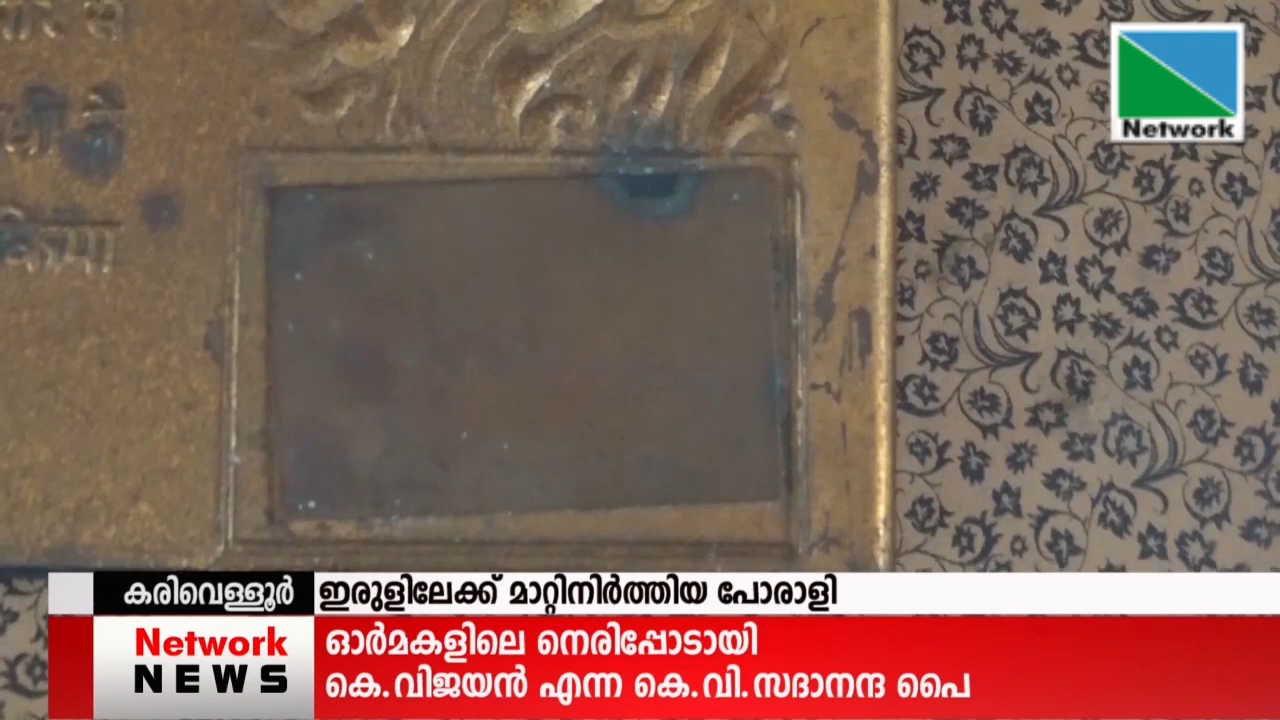 Network
കരിവെള്ളൂർ
ഇരുളിലേക്ക് മാറ്റിനിർത്തിയ പോരാളി
Network
NEWS
ഓർമകളിലെ നെരിപ്പോടായി
കെ.വിജയൻ എന്ന കെ.വി.സദാനന്ദ പൈ